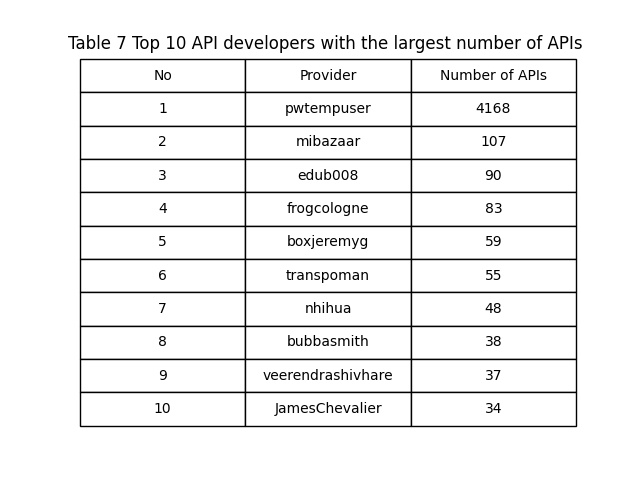 Table 7 Top 10 API developers with the largest number of APIs
No Provider Number of APIs
1 pwtempuser 4168
2 mibazaar 107
3 edub008 90
4 frogcologne 83
5 boxjeremyg 59
6 transpoman 55
7 nhihua 48
8 bubbasmith 38
9 veerendrashivhare 37
10 JamesChevalier 34